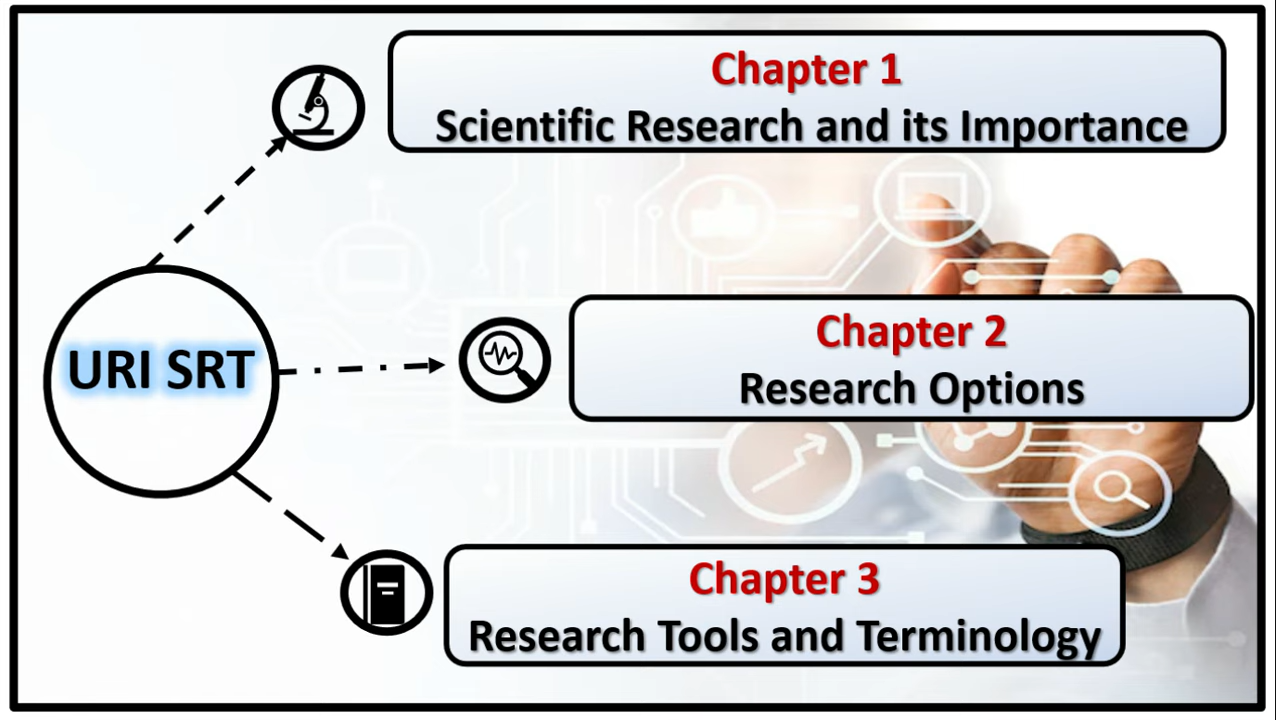 Chapter 1
Scientific Research and its Importance
URI SRT
Chapter 2
Research Options
Chapter 3
Research Tools and Terminology